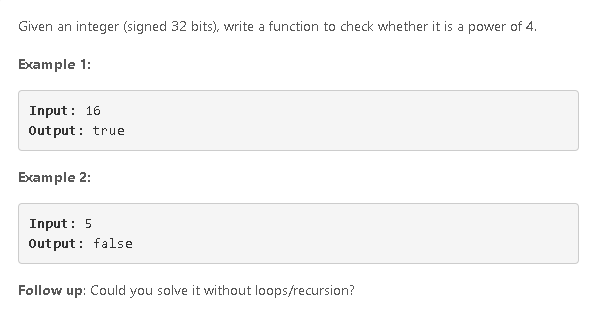 Given an integer (signed 32 bits), write a function to check whether it is a power of 4.
Example 1:
Input: 16
Output: true
Example 2:
Input: 5
Output: false
Follow up: Could you solve it without loops/recursion?